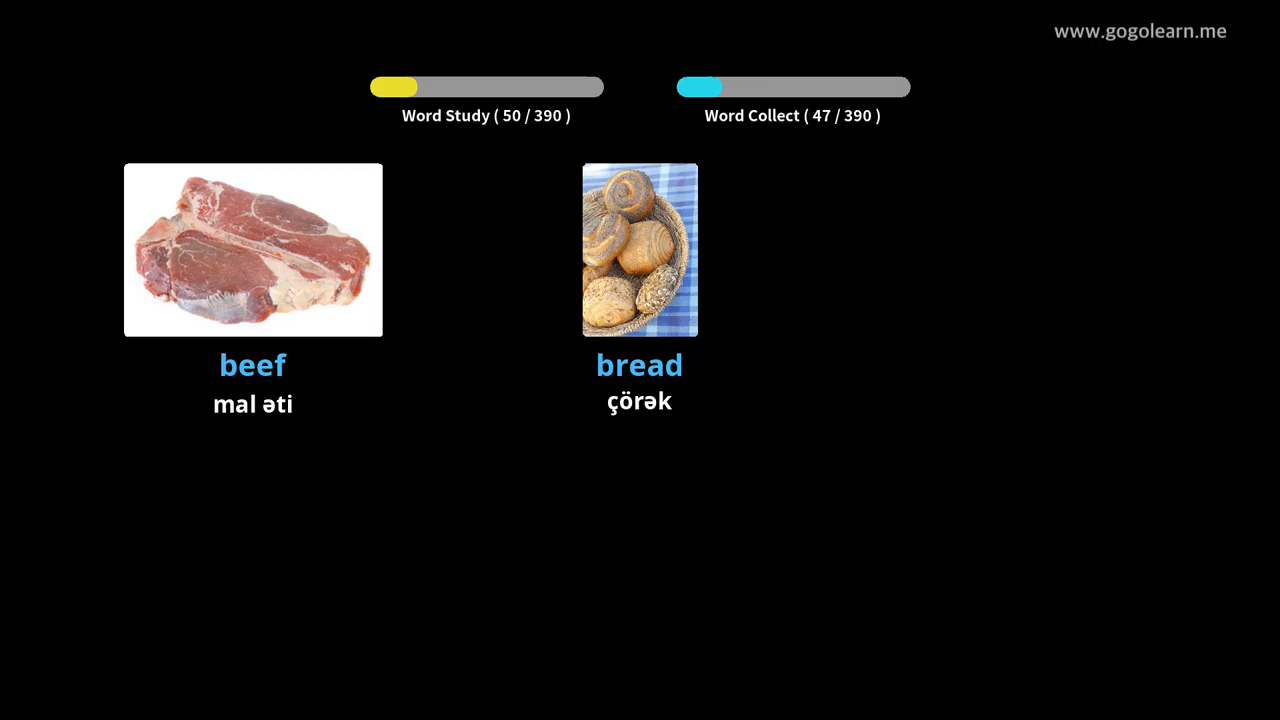 www.gogolearn.me
Word Study ( 50 / 390 )
Word Collect ( 47 / 390 )
beef
mal əti
bread
çörək